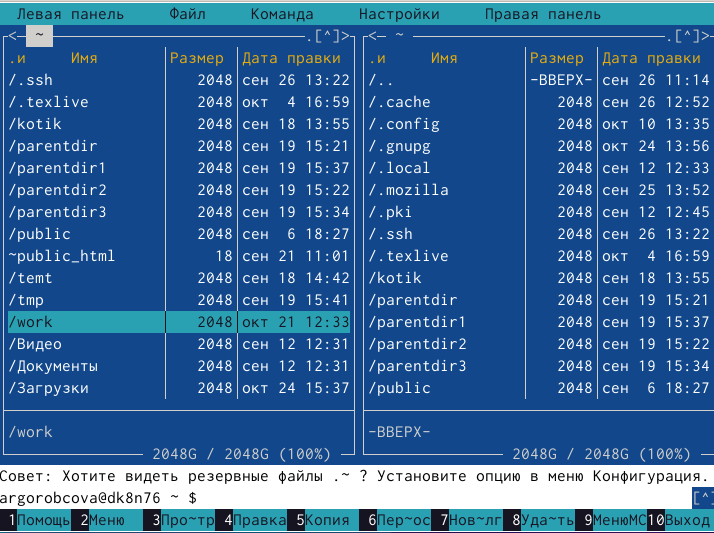 Левая панель Файл Команда Настройки Правая панель
<─ ~ .[^]> <─ ~ .[^]>
.и Имя Размер Дата правки .и Имя Размер Дата правки
/.ssh 2048 сен 26 13:22 /.. –ВВЕРХ– сен 26 11:14
/.texlive 2048 окт 4 16:59 /.cache 2048 сен 26 12:52
/kotik 2048 сен 18 13:55 /.config 2048 окт 10 13:35
/parentdir 2048 сен 19 15:21 /.gnupg 2048 окт 24 13:56
/parentdir1 2048 сен 19 15:37 /.local 2048 сен 12 12:33
/parentdir2 2048 сен 19 15:22 /.mozilla 2048 сен 25 13:52
/parentdir3 2048 сен 19 15:34 /.pki 2048 сен 12 12:45
/public 2048 сен 6 18:27 /.ssh 2048 сен 26 13:22
~public_html 18 сен 21 11:01 /.texlive 2048 окт 4 16:59
/temt 2048 сен 18 14:42 /kotik 2048 сен 18 13:55
/tmp 2048 сен 19 15:41 /parentdir 2048 сен 19 15:21
/work 2048 окт 21 12:33 /parentdir1 2048 сен 19 15:37
/Видео 2048 сен 12 12:31 /parentdir2 2048 сен 19 15:22
/Документы 2048 сен 12 12:31 /parentdir3 2048 сен 19 15:34
/Загрузки 2048 окт 24 15:37 /public 2048 сен 6 18:27
/work –ВВЕРХ–
2048G / 2048G (100%) 2048G / 2048G (100%)
Совет: Хотите видеть резервные файлы .~ ? Установите опцию в меню Конфигурация.
argorobcova@dk8n76 ~ $ [^]
1Помощь 2Меню 3Про~тр 4Правка 5Копия 6Пер~ос 7Нов~лг 8Уда~ть 9МенюMC 10Выход